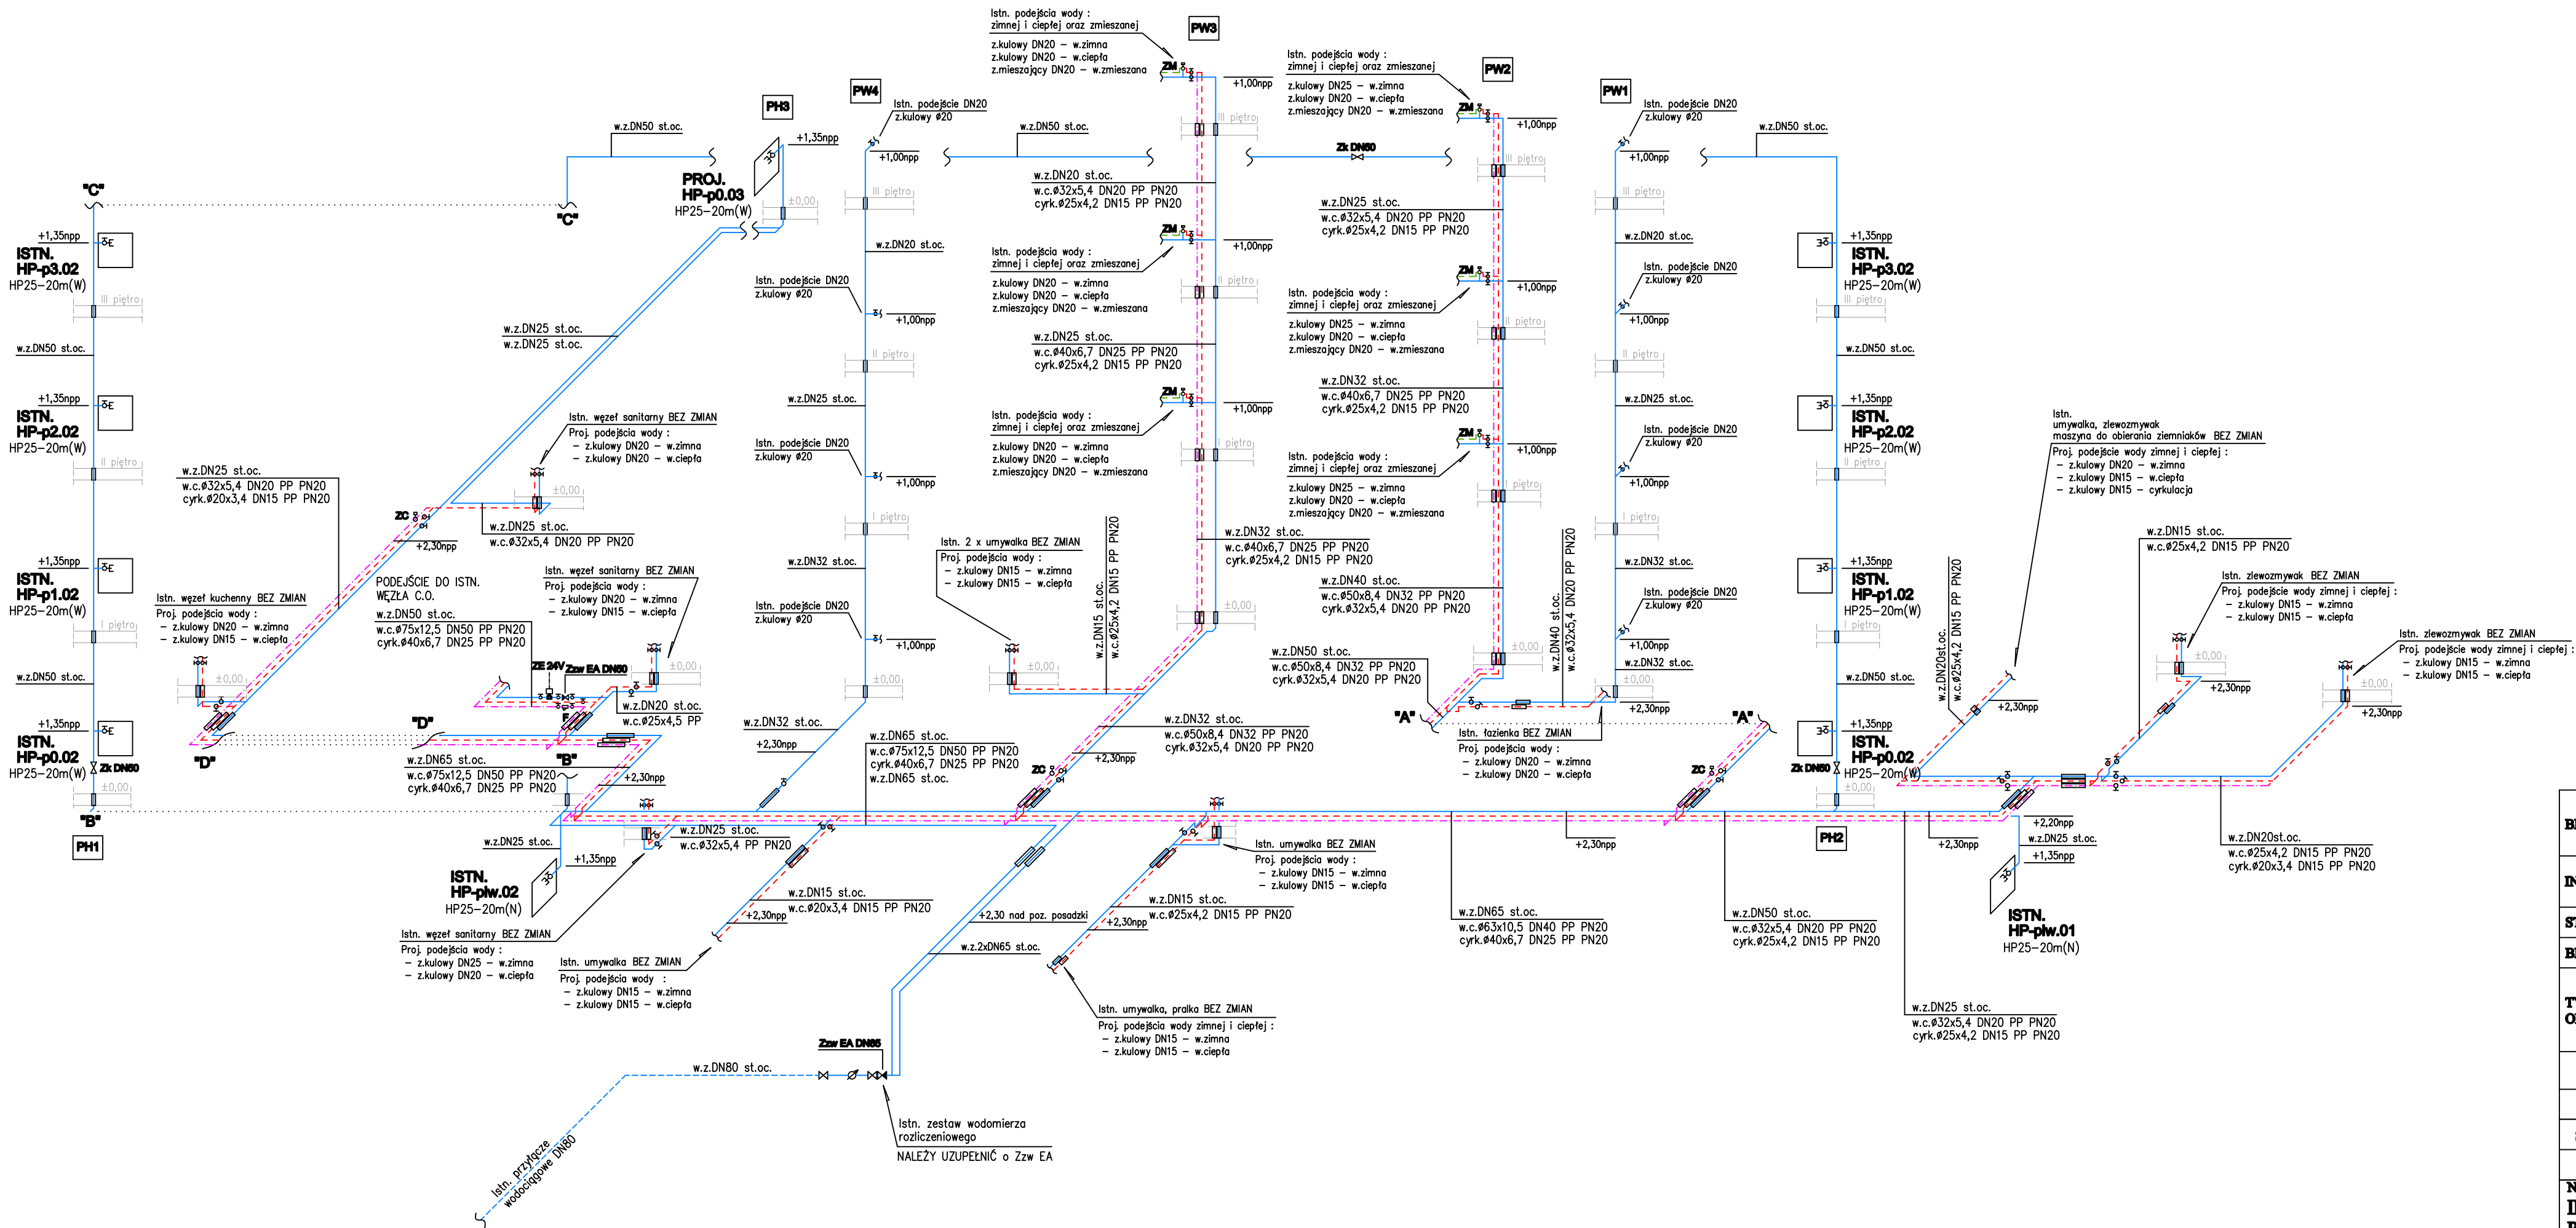 Istn. podejścia wody :
zimnej i ciepłej oraz zmieszanej
z.kulowy DN20 – w.zimna
z.kulowy DN20 – w.ciepła
z.mieszający DN20 – w.zmieszana
PW3
ZM
+1,00npp
Istn. podejścia wody :
zimnej i ciepłej oraz zmieszanej
z.kulowy DN25 – w.zimna
z.kulowy DN20 – w.ciepła
z.mieszający DN20 – w.zmieszana
PW2
ZM
+1,00npp
PW1
Istn. podejście DN20
z.kulowy ø20
+1,00npp
w.z.DN50 st.oc.
PW4
Istn. podejście DN20
z.kulowy ø20
+1,00npp
PH3
+1,35npp
w.z.DN50 st.oc.
w.z.DN50 st.oc.
Zk DN50
III piętro
III piętro
III piętro
III piętro
PROJ.
HP-p0.03
HP25-20m(W)
±0,00
w.z.DN20 st.oc.
w.c.ø32x5,4 DN20 PP PN20
cyrk.ø25x4,2 DN15 PP PN20
w.z.DN25 st.oc.
w.c.ø32x5,4 DN20 PP PN20
cyrk.ø25x4,2 DN15 PP PN20
"C"
"C"
+1,35npp
ISTN.
HP-p3.02
HP25-20m(W)
III piętro
w.z.DN50 st.oc.
+1,35npp
ISTN.
HP-p2.02
HP25-20m(W)
II piętro
+1,35npp
ISTN.
HP-p1.02
HP25-20m(W)
I piętro
w.z.DN50 st.oc.
+1,35npp
ISTN.
HP-p0.02
HP25-20m(W)
Zk DN50
±0,00
"B"
PH1
w.z.DN25 st.oc.
w.z.DN25 st.oc.
w.z.DN25 st.oc.
w.c.ø32x5,4 DN20 PP PN20
cyrk.ø20x3,4 DN15 PP PN20
Istn. węzeł sanitarny BEZ ZMIAN
Proj. podejścia wody :
– z.kulowy DN20 – w.zimna
– z.kulowy DN20 – w.ciepła
±0,00
ZC
+2,30npp
w.z.DN25 st.oc.
w.c.ø32x5,4 DN20 PP PN20
Istn. węzeł kuchenny BEZ ZMIAN
Proj. podejścia wody :
– z.kulowy DN20 – w.zimna
– z.kulowy DN15 – w.ciepła
±0,00
PODEJŚCIE DO ISTN.
WĘZŁA C.O.
w.z.DN50 st.oc.
w.c.ø75x12,5 DN50 PP PN20
cyrk.ø40x6,7 DN25 PP PN20
Istn. węzeł sanitarny BEZ ZMIAN
Proj. podejścia wody :
– z.kulowy DN20 – w.zimna
– z.kulowy DN15 – w.ciepła
ZE 24V
Zzw EA DN50
±0,00
F
w.z.DN20 st.oc.
w.c.ø25x4,5 PP
"D"
"D"
w.z.DN65 st.oc.
w.c.ø75x12,5 DN50 PP PN20
cyrk.ø40x6,7 DN25 PP PN20
"B"
+2,30npp
w.z.DN20 st.oc.
Istn. podejście DN20
z.kulowy ø20
+1,00npp
II piętro
w.z.DN25 st.oc.
Istn. podejście DN20
z.kulowy ø20
+1,00npp
I piętro
w.z.DN32 st.oc.
Istn. podejście DN20
z.kulowy ø20
+1,00npp
±0,00
w.z.DN32 st.oc.
+2,30npp
ZM
+1,00npp
Istn. podejścia wody :
zimnej i ciepłej oraz zmieszanej
z.kulowy DN20 – w.zimna
z.kulowy DN20 – w.ciepła
z.mieszający DN20 – w.zmieszana
II piętro
w.z.DN25 st.oc.
w.c.ø40x6,7 DN25 PP PN20
cyrk.ø25x4,2 DN15 PP PN20
ZM
+1,00npp
Istn. podejścia wody :
zimnej i ciepłej oraz zmieszanej
z.kulowy DN20 – w.zimna
z.kulowy DN20 – w.ciepła
z.mieszający DN20 – w.zmieszana
I piętro
w.z.DN32 st.oc.
w.c.ø40x6,7 DN25 PP PN20
cyrk.ø25x4,2 DN15 PP PN20
Istn. 2 x umywalka BEZ ZMIAN
Proj. podejścia wody :
– z.kulowy DN15 – w.zimna
– z.kulowy DN15 – w.ciepła
w.z.DN15 st.oc.
w.c.ø25x4,2 DN15 PP PN20
±0,00
±0,00
w.z.DN32 st.oc.
w.c.ø50x8,4 DN32 PP PN20
cyrk.ø32x5,4 DN20 PP PN20
+2,30npp
ZC
w.z.DN65 st.oc.
w.c.ø75x12,5 DN50 PP PN20
cyrk.ø40x6,7 DN25 PP PN20
w.z.DN65 st.oc.
ZM
+1,00npp
Istn. podejścia wody :
zimnej i ciepłej oraz zmieszanej
z.kulowy DN25 – w.zimna
z.kulowy DN20 – w.ciepła
z.mieszający DN20 – w.zmieszana
II piętro
w.z.DN32 st.oc.
w.c.ø40x6,7 DN25 PP PN20
cyrk.ø25x4,2 DN15 PP PN20
ZM
+1,00npp
Istn. podejścia wody :
zimnej i ciepłej oraz zmieszanej
z.kulowy DN25 – w.zimna
z.kulowy DN20 – w.ciepła
z.mieszający DN20 – w.zmieszana
I piętro
w.z.DN40 st.oc.
w.c.ø50x8,4 DN32 PP PN20
cyrk.ø32x5,4 DN20 PP PN20
w.z.DN50 st.oc.
w.c.ø50x8,4 DN32 PP PN20
cyrk.ø32x5,4 DN20 PP PN20
±0,00
"A"
w.z.DN40 st.oc.
w.c.ø32x5,4 DN20 PP PN20
Istn. łazienka BEZ ZMIAN
Proj. podejścia wody :
– z.kulowy DN20 – w.zimna
– z.kulowy DN20 – w.ciepła
w.z.DN20 st.oc.
Istn. podejście DN20
z.kulowy ø20
+1,00npp
II piętro
w.z.DN25 st.oc.
Istn. podejście DN20
z.kulowy ø20
+1,00npp
I piętro
w.z.DN32 st.oc.
Istn. podejście DN20
z.kulowy ø20
+1,00npp
w.z.DN32 st.oc.
±0,00
+2,30npp
"A"
ZC
+1,35npp
ISTN.
HP-p3.02
HP25-20m(W)
III piętro
w.z.DN50 st.oc.
+1,35npp
ISTN.
HP-p2.02
HP25-20m(W)
II piętro
+1,35npp
ISTN.
HP-p1.02
HP25-20m(W)
I piętro
w.z.DN50 st.oc.
+1,35npp
ISTN.
HP-p0.02
HP25-20m(W)
Zk DN50
±0,00
PH2
Istn.
umywalka, zlewozmywak
maszyna do obierania ziemniaków BEZ ZMIAN
Proj. podejście wody zimnej i ciepłej :
– z.kulowy DN20 – w.zimna
– z.kulowy DN15 – w.ciepła
– z.kulowy DN15 – cyrkulacja
w.z.DN20st.oc.
w.c.ø25x4,2 DN15 PP PN20
+2,30npp
w.z.DN15 st.oc.
w.c.ø25x4,2 DN15 PP PN20
Istn. zlewozmywak BEZ ZMIAN
Proj. podejście wody zimnej i ciepłej :
– z.kulowy DN15 – w.zimna
– z.kulowy DN15 – w.ciepła
±0,00
+2,30npp
Istn. zlewozmywak BEZ ZMIAN
Proj. podejście wody zimnej i ciepłej :
– z.kulowy DN15 – w.zimna
– z.kulowy DN15 – w.ciepła
±0,00
+2,30npp
w.z.DN20st.oc.
w.c.ø25x4,2 DN15 PP PN20
cyrk.ø20x3,4 DN15 PP PN20
+2,20npp
w.z.DN25 st.oc.
+1,35npp
ISTN.
HP-piw.01
HP25-20m(N)
w.z.DN25 st.oc.
+1,35npp
ISTN.
HP-piw.02
HP25-20m(N)
w.z.DN25 st.oc.
w.c.ø32x5,4 PP PN20
Istn. węzeł sanitarny BEZ ZMIAN
Proj. podejścia wody :
– z.kulowy DN25 – w.zimna
– z.kulowy DN20 – w.ciepła
w.z.DN15 st.oc.
w.c.ø20x3,4 DN15 PP PN20
+2,30npp
Istn. umywalka BEZ ZMIAN
Proj. podejścia wody :
– z.kulowy DN15 – w.zimna
– z.kulowy DN15 – w.ciepła
+2,30 nad poz. posadzki
w.z.2xDN65 st.oc.
Istn. umywalka BEZ ZMIAN
Proj. podejścia wody :
– z.kulowy DN15 – w.zimna
– z.kulowy DN15 – w.ciepła
w.z.DN15 st.oc.
w.c.ø25x4,2 DN15 PP PN20
+2,30npp
Istn. umywalka, pralka BEZ ZMIAN
Proj. podejścia wody zimnej i ciepłej :
– z.kulowy DN15 – w.zimna
– z.kulowy DN15 – w.ciepła
+2,30npp
w.z.DN65 st.oc.
w.c.ø63x10,5 DN40 PP PN20
cyrk.ø40x6,7 DN25 PP PN20
w.z.DN50 st.oc.
w.c.ø32x5,4 DN20 PP PN20
cyrk.ø25x4,2 DN15 PP PN20
+2,30npp
w.z.DN25 st.oc.
w.c.ø32x5,4 DN20 PP PN20
cyrk.ø25x4,2 DN15 PP PN20
Zzw EA DN65
w.z.DN80 st.oc.
Istn. zestaw wodomierza
rozliczeniowego
NALEŻY UZUPEŁNIĆ o Zzw EA
Istn. przyłącze
wodociągowe DN80